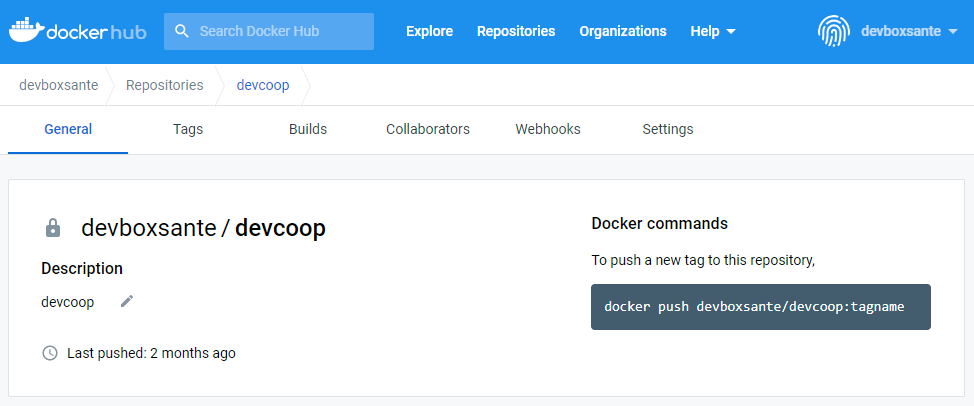 dockerhub Search Docker Hub Explore Repositories Organizations Help devboxsante
devboxsante Repositories devcoop
General Tags Builds Collaborators Webhooks Settings
devboxsante / devcoop
Description
devcoop
Last pushed: 2 months ago
Docker commands
To push a new tag to this repository,
docker push devboxsante/devcoop:tagname